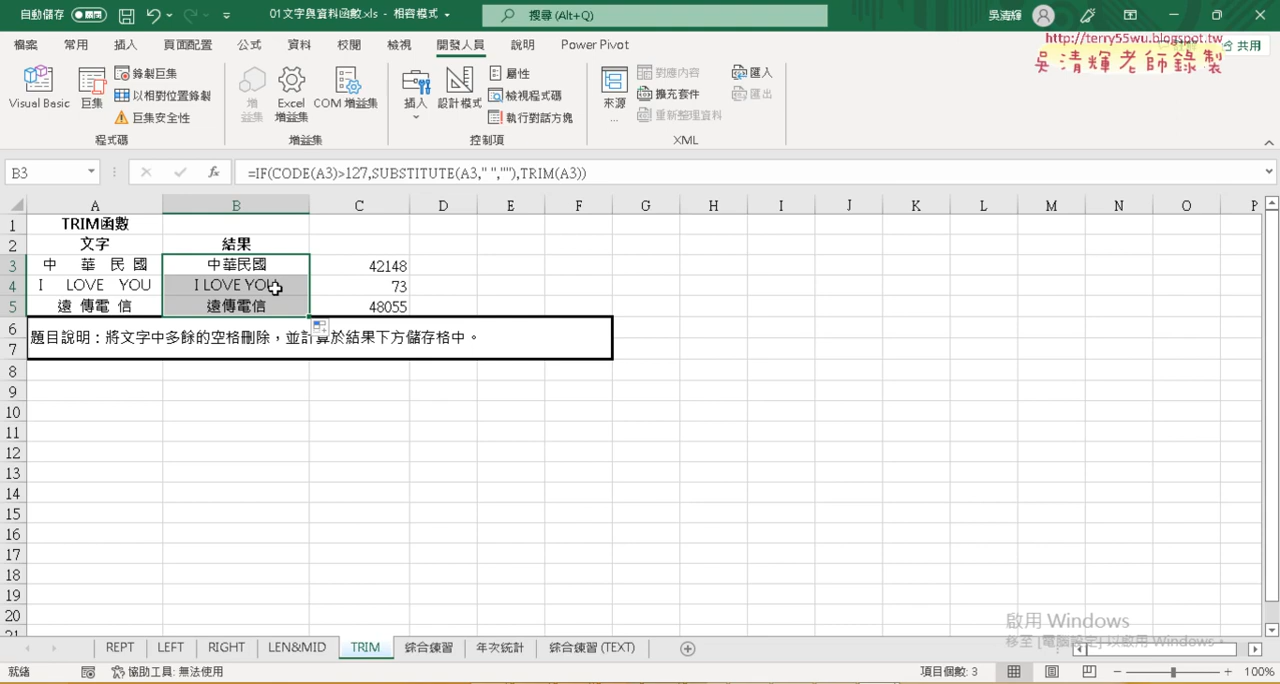 自動儲存 關閉 01文字與資料函數.xls - 相容模式 搜尋 (Alt+Q) 吳清輝
http://terry55wu.blogspot.tw
吳清輝老師錄製
檔案 常用 插入 頁面配置 公式 資料 校閱 檢視 開發人員 說明 Power Pivot 共用
Visual Basic 巨集 錄製巨集 以相對位置錄製 巨集安全性 程式碼
增益集 Excel 增益集 COM 增益集 增益集
插入 設計模式 屬性 檢視程式碼 執行對話方塊 控制項
來源... 對應內容 擴充套件 重新整理資料 匯入 匯出 XML
B3 fx =IF(CODE(A3)>127,SUBSTITUTE(A3," ",""),TRIM(A3))
A B C D E F G H I J K L M N O P
1 TRIM函數
2 文字 結果
3 中 華 民 國 中華民國 42148
4 I LOVE YOU I LOVE YOU 73
5 遠 傳電 信 遠傳電信 48055
6
題目說明：將文字中多餘的空格刪除，並計算於結果下方儲存格中。
7
8
9
10
11
12
13
14
15
16
17
18
19
20
21
啟用 Windows
移至 [電腦設定] 以啟用 Windows。
REPT LEFT RIGHT LEN&MID TRIM 綜合練習 年次統計 綜合練習 (TEXT)
就緒 協助工具: 無法使用 項目個數: 3 100%